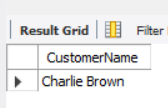 Result Grid Filter
CustomerName
Charlie Brown